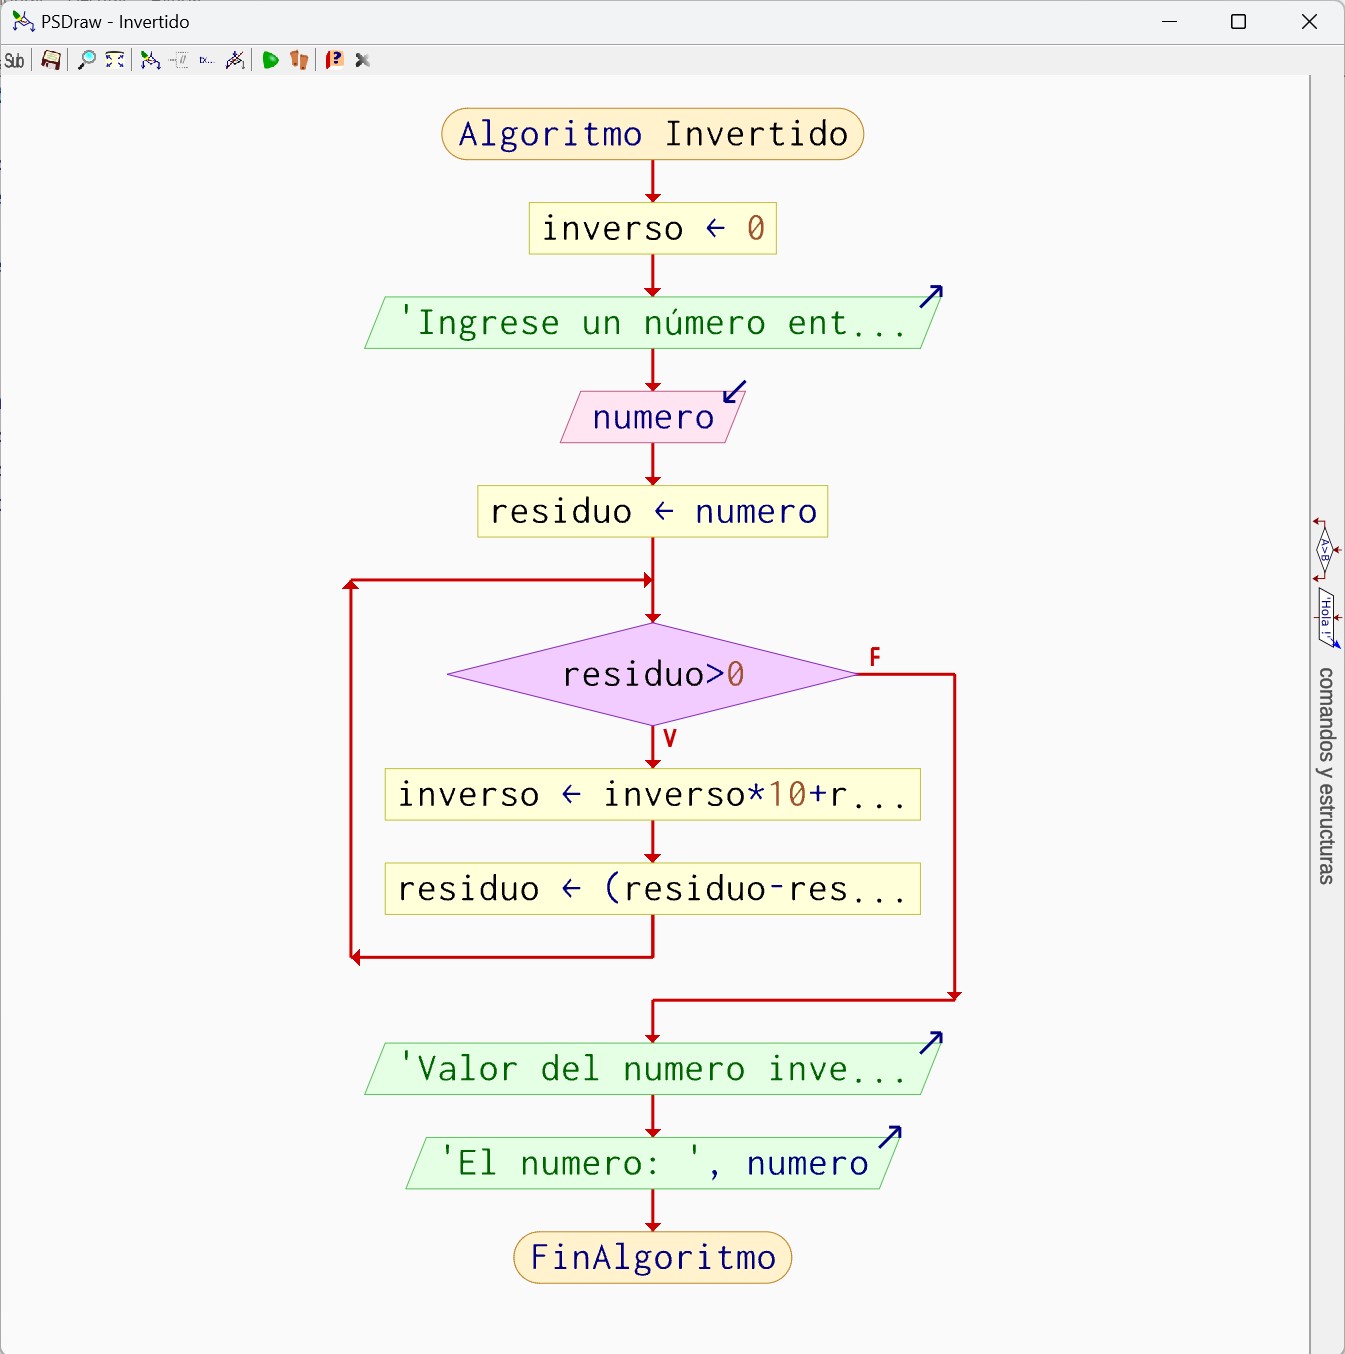 PSDraw - Invertido
Sub
Algoritmo Invertido
inverso ← 0
'Ingrese un número ent...
numero
residuo ← numero
residuo>0
F
V
inverso ← inverso*10+r...
residuo ← (residuo-res...
'Valor del numero inve...
'El numero: ', numero
FinAlgoritmo
A>B
'Hola !'
comandos y estructuras